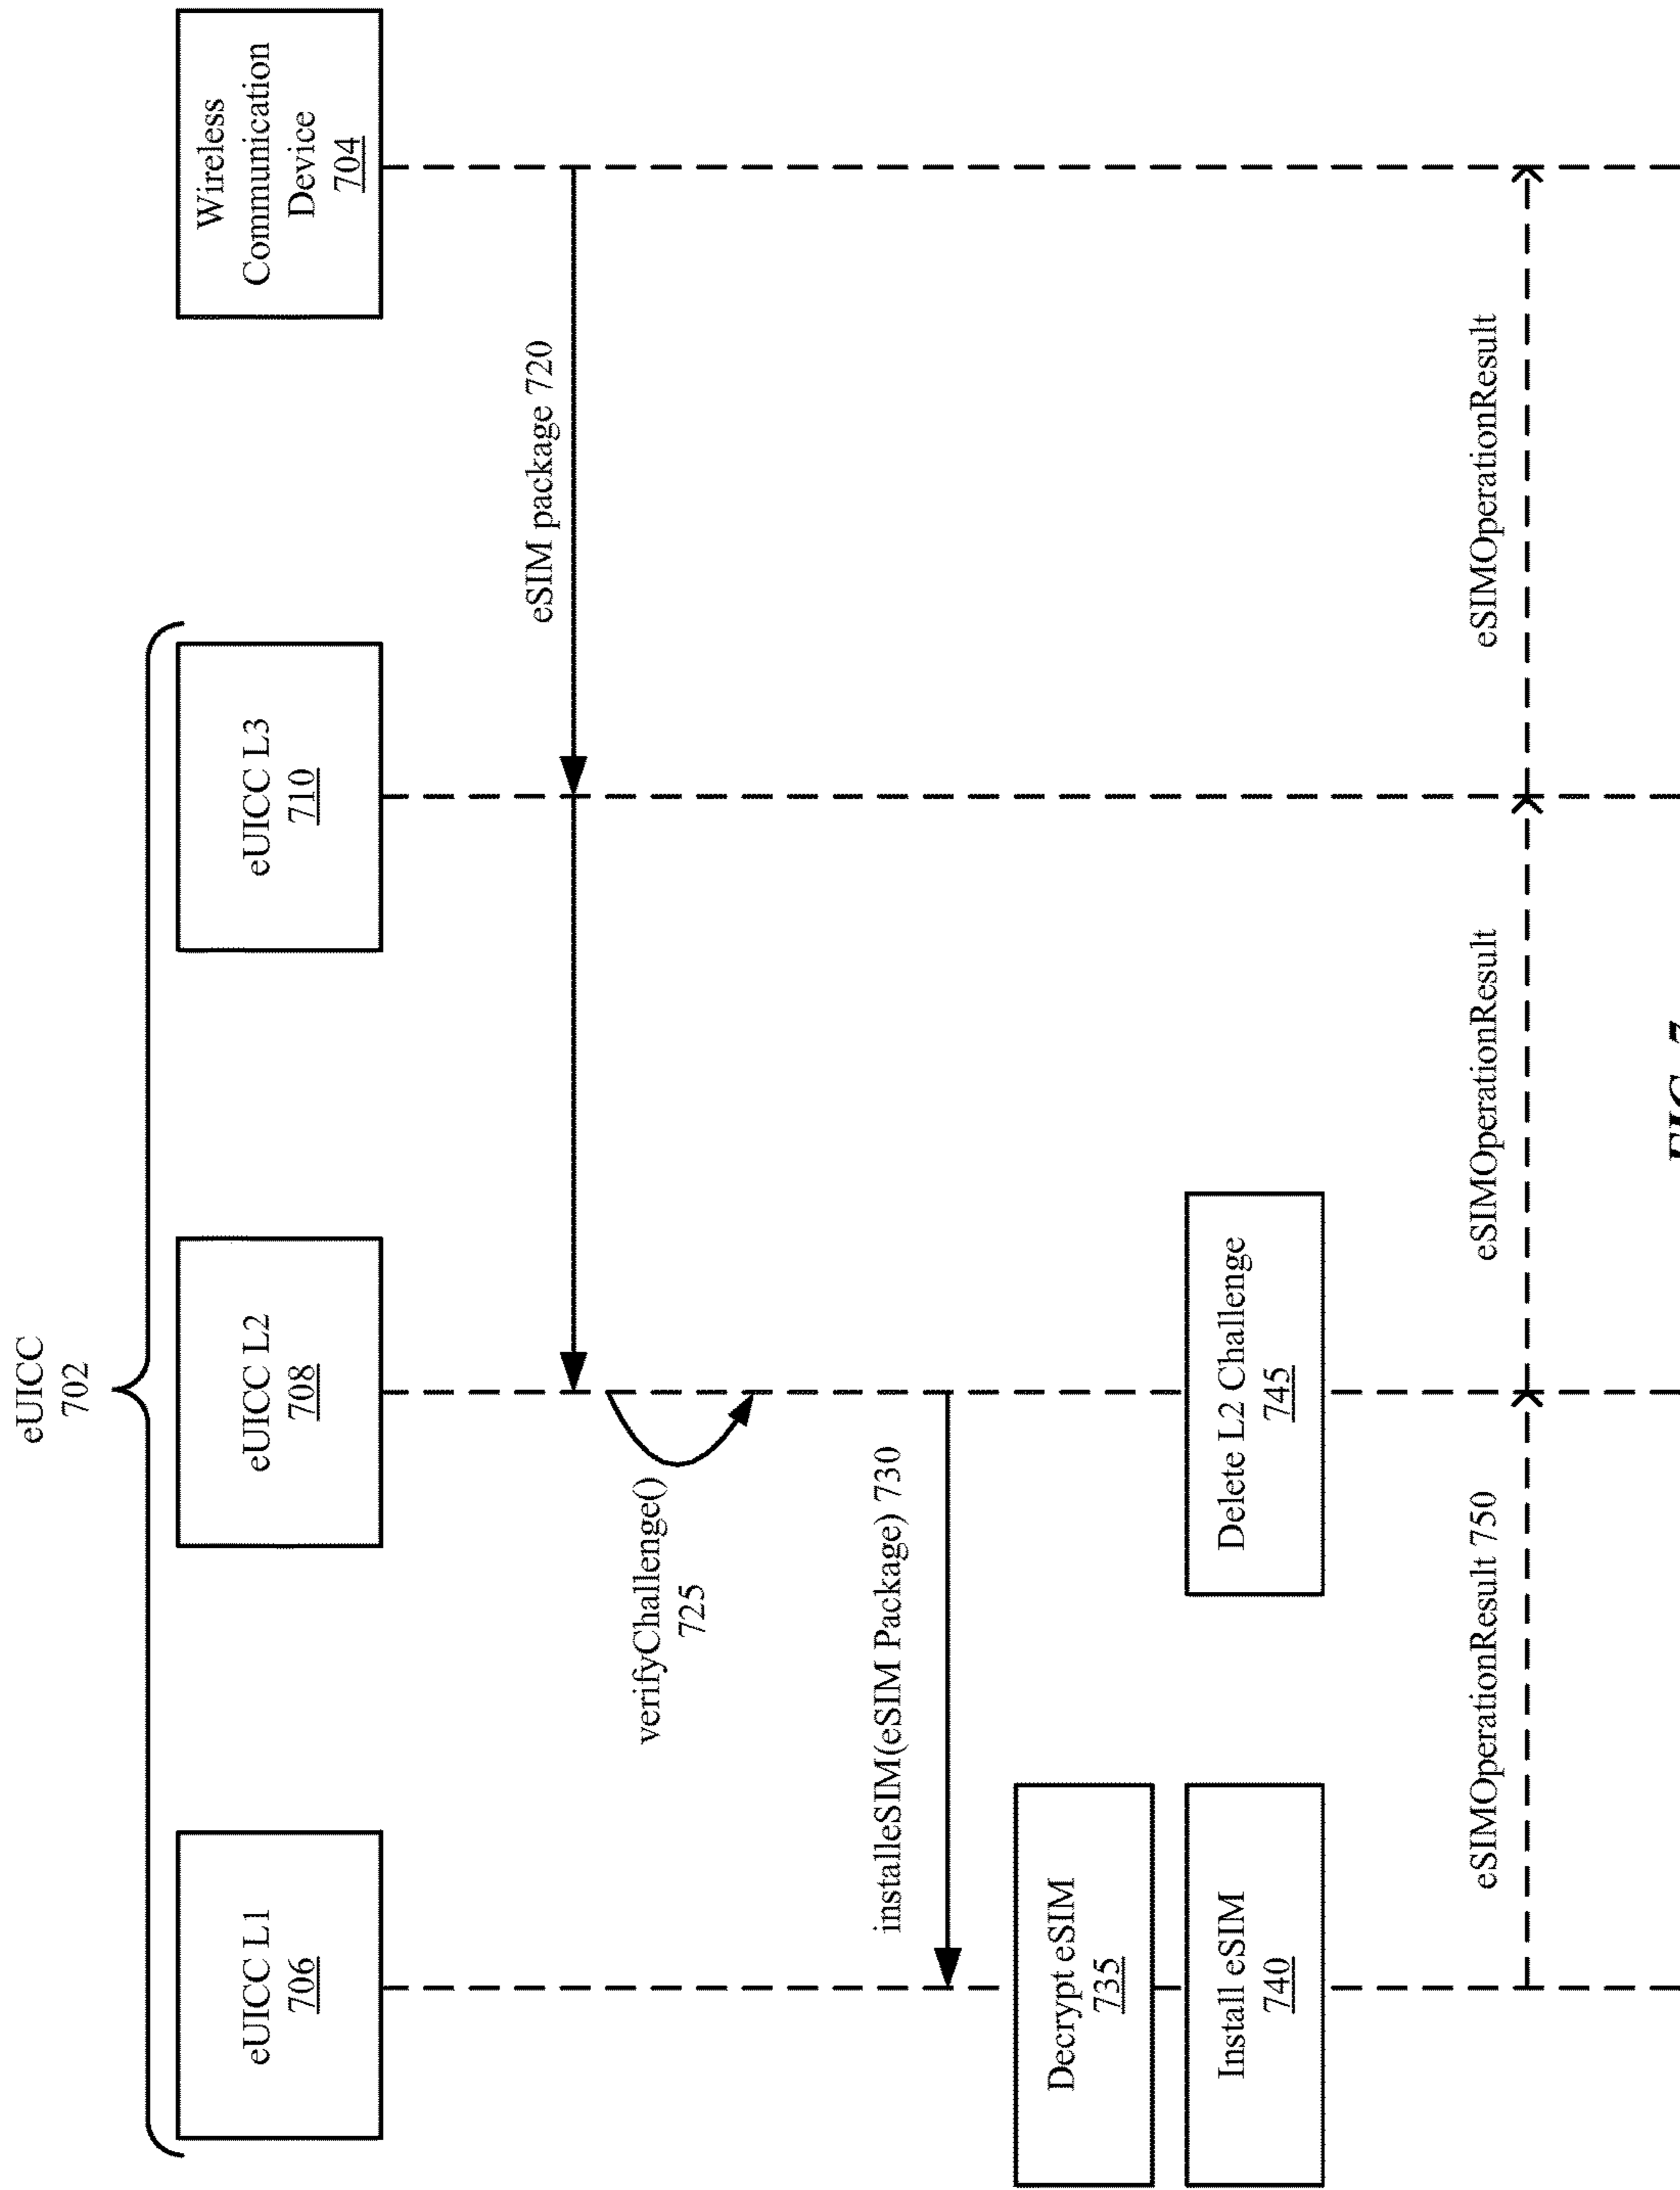 eUICC
702
eUICC L1
706
eUICC L2
708
eUICC L3
710
Wireless
Communication
Device
704
eSIM package 720
verifyChallenge()
725
installeSIM(eSIM Package) 730
Decrypt eSIM
735
Install eSIM
740
Delete L2 Challenge
745
eSIMOperationResult 750
eSIMOperationResult
eSIMOperationResult
FIG. 7